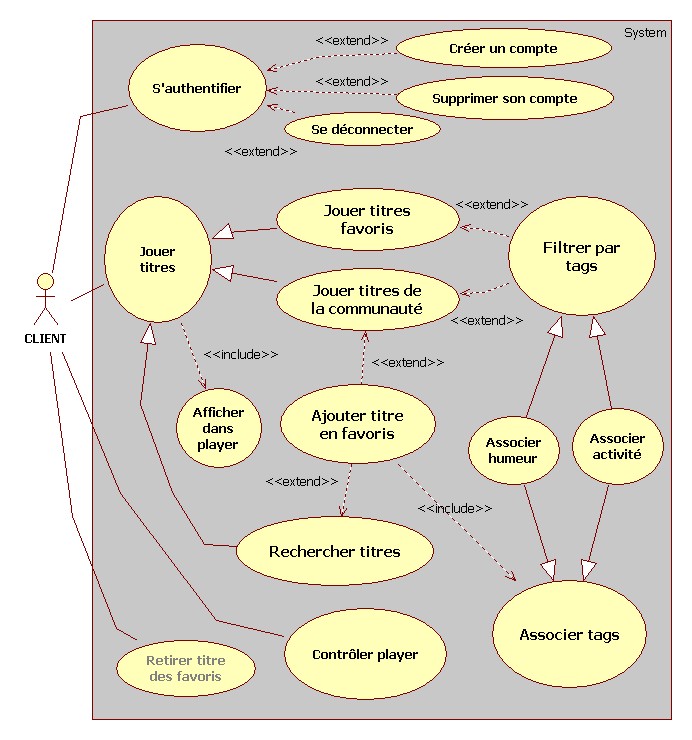 System
<<extend>>
Créer un compte
S'authentifier
<<extend>>
Supprimer son compte
Se déconnecter
<<extend>>
Jouer titres
favoris
<<extend>>
Filtrer par
tags
Jouer
titres
Jouer titres de
la communauté
<<extend>>
CLIENT
<<include>>
<<extend>>
Afficher
dans
player
Ajouter titre
en favoris
Associer
humeur
Associer
activité
<<extend>>
<<include>>
Rechercher titres
Associer tags
Contrôler player
Retirer titre
des favoris